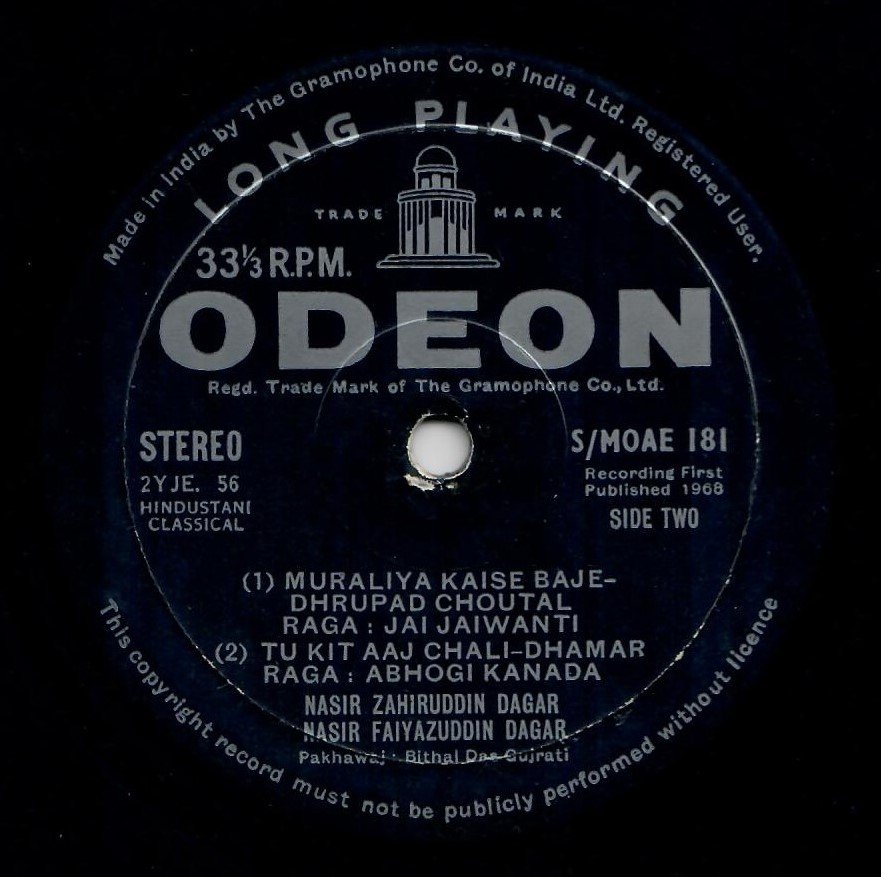 Made in India by The Gramophone Co. of India Ltd. Registered User.
LONG PLAYING
TRADE MARK
33⅓ R.P.M.
ODEON
Regd. Trade Mark of The Gramophone Co., Ltd.
STEREO
2YJE. 56
HINDUSTANI
CLASSICAL
S/MOAE 181
Recording First
Published 1968
SIDE TWO
(1) MURALIYA KAISE BAJE-
DHRUPAD CHOUTAL
RAGA : JAI JAIWANTI
(2) TU KIT AAJ CHALI-DHAMAR
RAGA : ABHOGI KANADA
NASIR ZAHIRUDDIN DAGAR
NASIR FAIYAZUDDIN DAGAR
Pakhawaj : Bithal Das Gujrati
This copyright record must not be publicly performed without licence